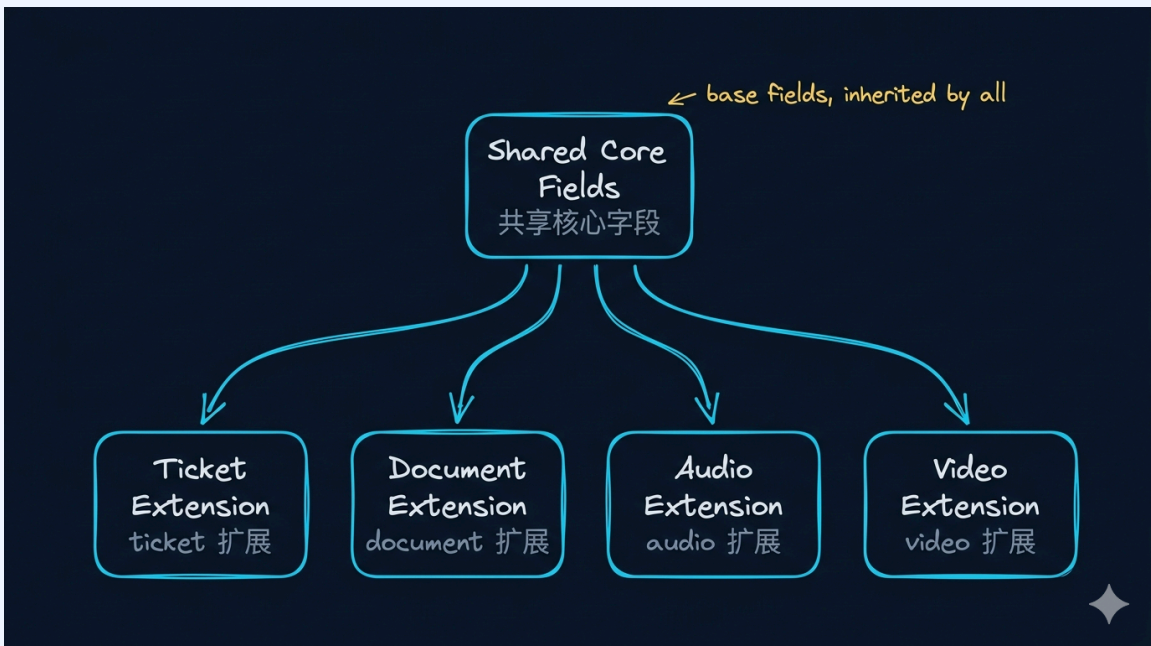 base fields, inherited by all
Shared Core
Fields
共享核心字段
Ticket
Extension
ticket 扩展
Document
Extension
document 扩展
Audio
Extension
audio 扩展
Video
Extension
video 扩展